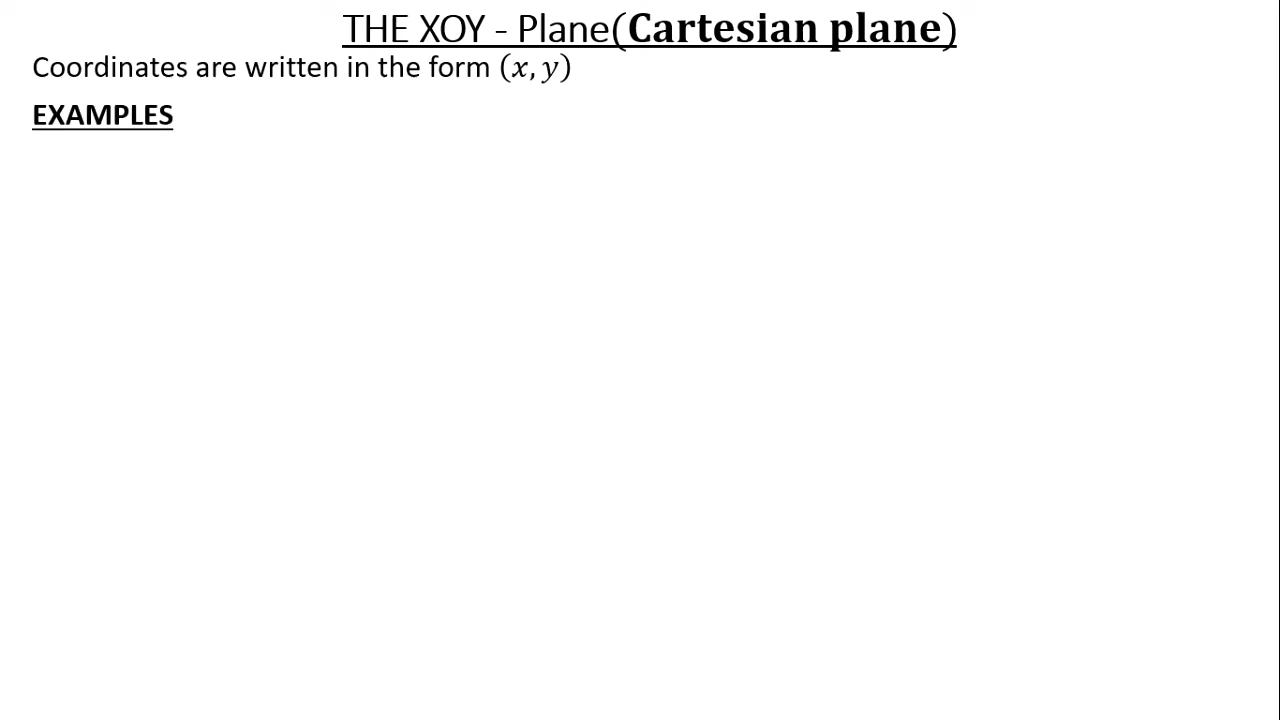 THE XOY - Plane(Cartesian plane)
Coordinates are written in the form (x, y)
EXAMPLES